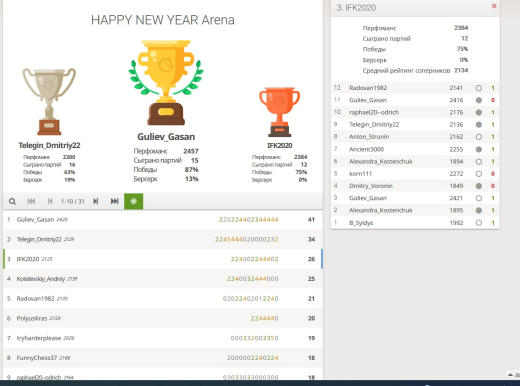 HAPPY NEW YEAR Arena
Telegin_Dmitriy22
Перфоманс 2300
Сыграно партий 16
Победы 63%
Берсерк 19%
Guliev_Gasan
Перфоманс 2457
Сыграно партий 15
Победы 87%
Берсерк 13%
IFK2020
Перфоманс 2384
Сыграно партий 12
Победы 75%
Берсерк 0%
1-10 / 31
1 Guliev_Gasan 2420 220224402344444 41
2 Telegin_Dmitriy22 2129 2245444020000232 34
3 IFK2020 2125 224002244402 26
4 Kotelevskiy_Andrey 2139 2240032444000 25
5 Radovan1982 2135 02022402012240 21
6 PolyusKras 2159 2244440 20
7 tryharderplease 2028 000332003350 19
8 FunnyChess37 2166 2000002240224 18
9 raphael20--odrich 2164 03033033000300 18
3. IFK2020
Перфоманс 2384
Сыграно партий 12
Победы 75%
Берсерк 0%
Средний рейтинг соперников 2134
12 Radovan1982 2141 1
11 Guliev_Gasan 2416 0
10 raphael20--odrich 2176 1
9 Telegin_Dmitriy22 2136 1
8 Anton_Strunin 2162 1
7 Ancient3000 2255 1
6 Alexandra_Kostenchuk 1894 1
5 korn111 2272 0
4 Dmitry_Voronin 1849 0
3 Guliev_Gasan 2421 1
2 Alexandra_Kostenchuk 1895 1
1 B_Syldys 1992 1